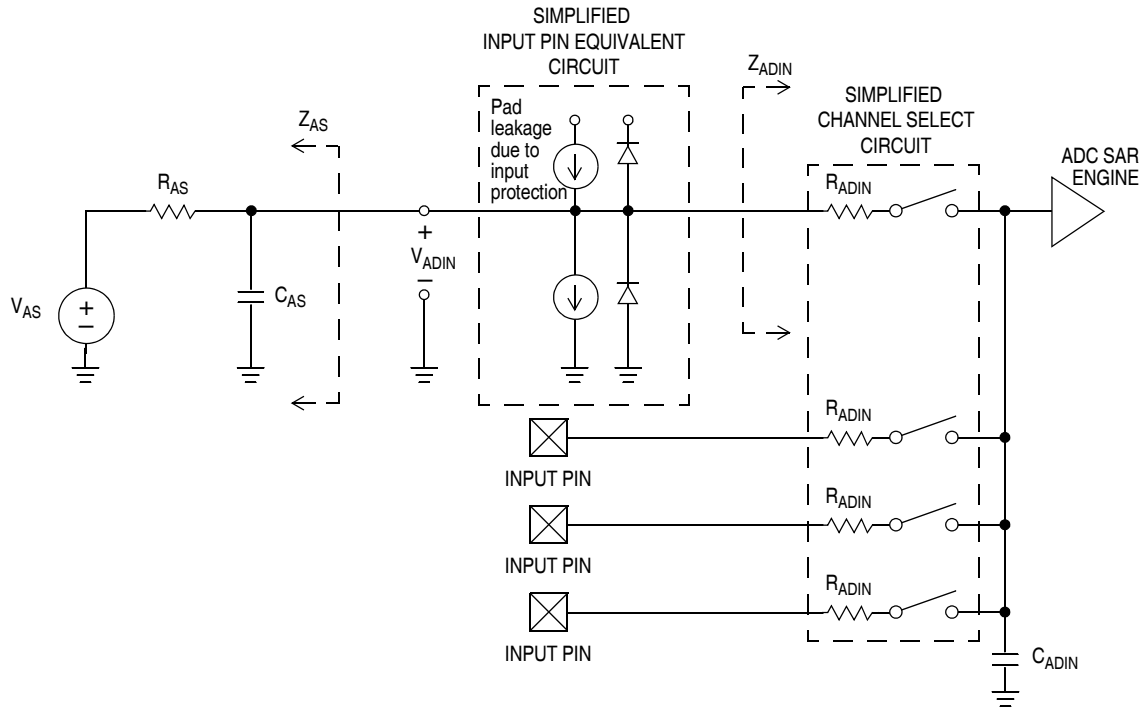 SIMPLIFIED
INPUT PIN EQUIVALENT
CIRCUIT
Pad
leakage
due to
input
protection
Z_AS
R_AS
V_AS
+
−
C_AS
+
V_ADIN
−
Z_ADIN
SIMPLIFIED
CHANNEL SELECT
CIRCUIT
R_ADIN
ADC SAR
ENGINE
R_ADIN
INPUT PIN
R_ADIN
INPUT PIN
R_ADIN
INPUT PIN
C_ADIN